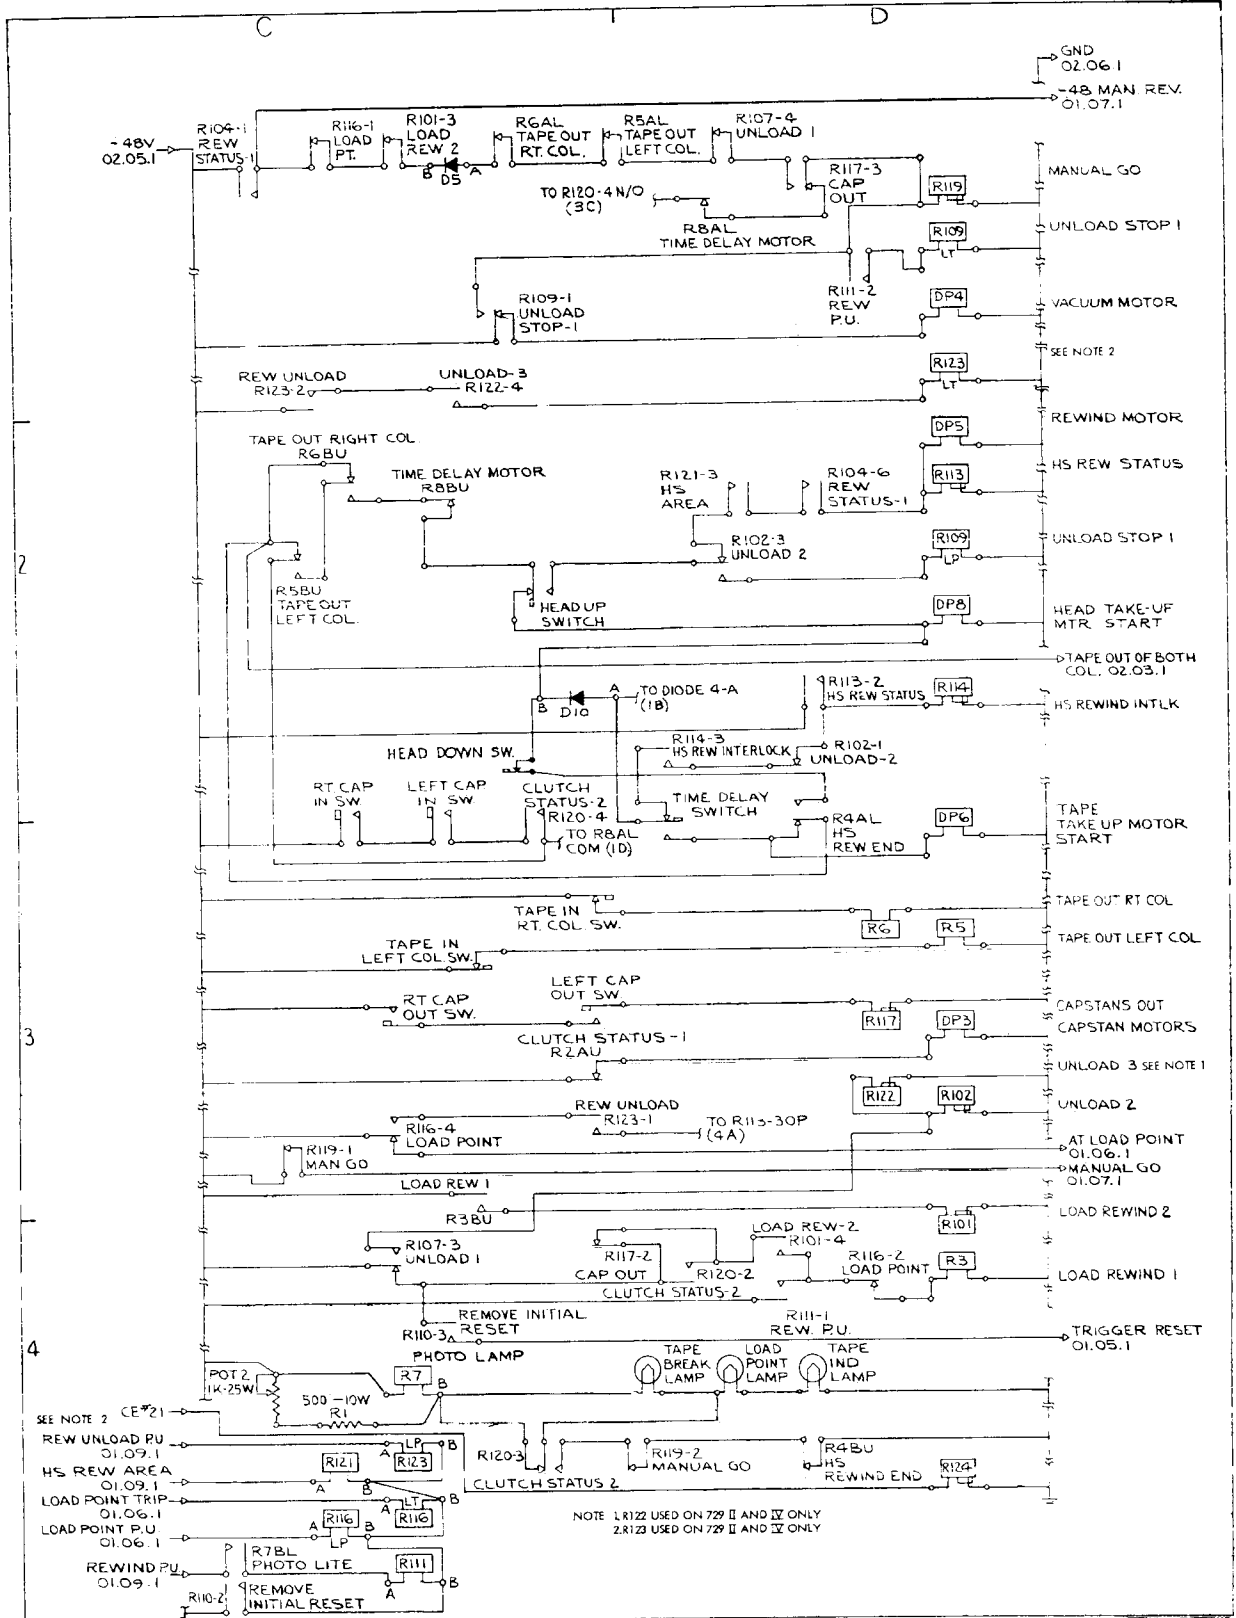 C
D
GND
02.06.1
-48 MAN. REV.
01.07.1
-48V
02.05.1
R104-1
REW
STATUS-1
R116-1
LOAD
PT.
R101-3
LOAD
REW 2
B
D5
A
R6AL
TAPE OUT
RT. COL.
R5AL
TAPE OUT
LEFT COL.
R107-4
UNLOAD 1
R117-3
CAP
OUT
TO R120-4 N/O
(3C)
R8AL
TIME DELAY MOTOR
R119
MANUAL GO
R109
LT
UNLOAD STOP 1
R111-2
REW
P.U.
R109-1
UNLOAD
STOP-1
DP4
VACUUM MOTOR
SEE NOTE 2
REW UNLOAD
R123-2
UNLOAD-3
R122-4
R123
LT
REWIND MOTOR
DP5
TAPE OUT RIGHT COL.
R6BU
TIME DELAY MOTOR
R8BU
R121-3
HS
AREA
R104-6
REW
STATUS-1
R113
HS REW STATUS
2
R102-3
UNLOAD 2
R109
LP
UNLOAD STOP 1
R5BU
TAPE OUT
LEFT COL.
HEAD UP
SWITCH
DP8
HEAD TAKE-UP
MTR. START
TAPE OUT OF BOTH
COL. 02.03.1
B
D10
A
TO DIODE 4-A
(1B)
R113-2
HS REW STATUS
R114
HS REWIND INTLK
HEAD DOWN SW.
R114-3
HS REW INTERLOCK
R102-1
UNLOAD-2
RT. CAP
IN SW.
LEFT CAP
IN SW.
CLUTCH
STATUS-2
R120-4
TO R8AL
COM (1D)
TIME DELAY
SWITCH
R4AL
HS
REW END
DP6
TAPE
TAKE UP MOTOR
START
TAPE IN
RT. COL. SW.
R6
TAPE OUT RT COL
TAPE IN
LEFT COL. SW.
R5
TAPE OUT LEFT COL
RT CAP
OUT SW.
LEFT CAP
OUT SW.
R117
CAPSTANS OUT
3
CLUTCH STATUS-1
R2AU
DP3
CAPSTAN MOTORS
R122
UNLOAD 3 SEE NOTE 1
R102
UNLOAD 2
R116-4
LOAD POINT
REW UNLOAD
R123-1
TO R113-3OP
(4A)
AT LOAD POINT
01.06.1
R119-1
MAN GO
MANUAL GO
01.07.1
LOAD REW 1
R3BU
R101
LOAD REWIND 2
R107-3
UNLOAD 1
R117-2
CAP OUT
R120-2
CLUTCH STATUS-2
LOAD REW-2
R101-4
R116-2
LOAD POINT
R3
LOAD REWIND 1
R110-3
REMOVE INITIAL
RESET
R111-1
REW. P.U.
TRIGGER RESET
01.05.1
4
PHOTO LAMP
R7
B
TAPE
BREAK
LAMP
LOAD
POINT
LAMP
TAPE
IND
LAMP
POT 2
1K-25W
500-10W
R1
SEE NOTE 2 CE#21
REW UNLOAD PU
01.09.1
A LP B
R123
R120-3
CLUTCH STATUS 2
R119-2
MANUAL GO
R4BU
HS
REWIND END
R124
HS REW AREA
01.09.1
R121
A B
LOAD POINT TRIP
01.06.1
A LT B
R116
LOAD POINT P.U.
01.06.1
A R116 B
LP
NOTE 1.R122 USED ON 729 II AND IV ONLY
2.R123 USED ON 729 II AND IV ONLY
REWIND P.U.
01.09.1
R7BL
PHOTO LITE
R111
A B
R110-2
REMOVE
INITIAL RESET